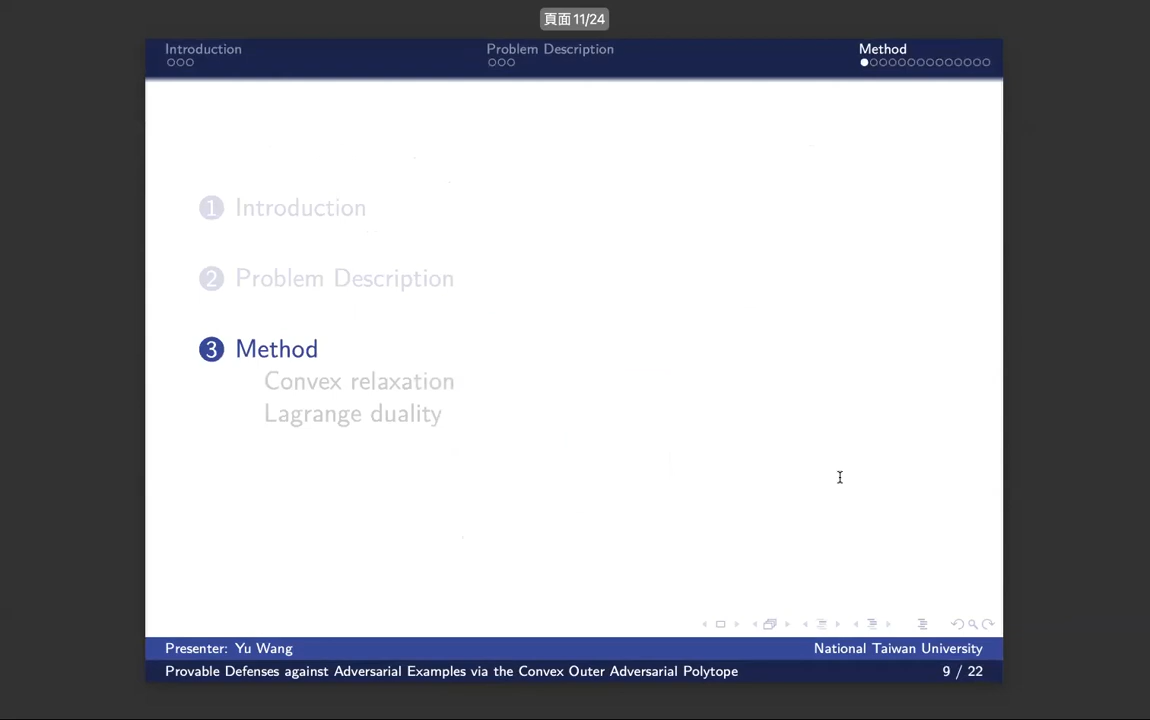 頁面 11/24
Introduction
Problem Description
Method
1 Introduction
2 Problem Description
3 Method
Convex relaxation
Lagrange duality
Presenter: Yu Wang
National Taiwan University
Provable Defenses against Adversarial Examples via the Convex Outer Adversarial Polytope
9 / 22